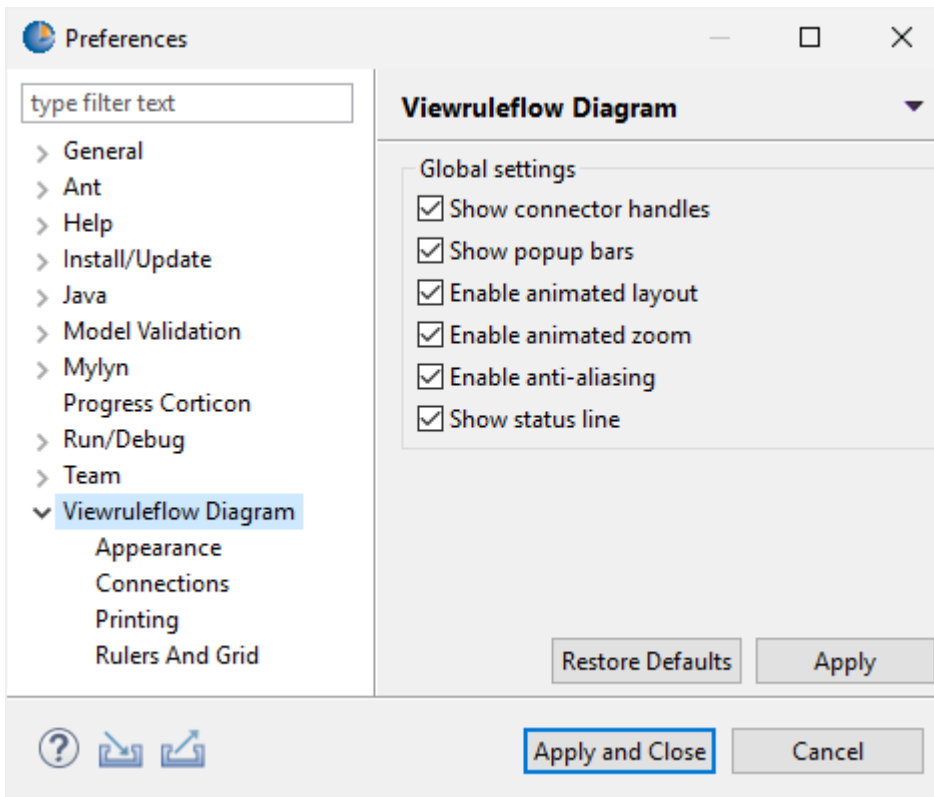 Preferences
type filter text
General
Ant
Help
Install/Update
Java
Model Validation
Mylyn
Progress Corticon
Run/Debug
Team
Viewruleflow Diagram
Appearance
Connections
Printing
Rulers And Grid
Viewruleflow Diagram
Global settings
Show connector handles
Show popup bars
Enable animated layout
Enable animated zoom
Enable anti-aliasing
Show status line
Restore Defaults
Apply
?
Apply and Close
Cancel